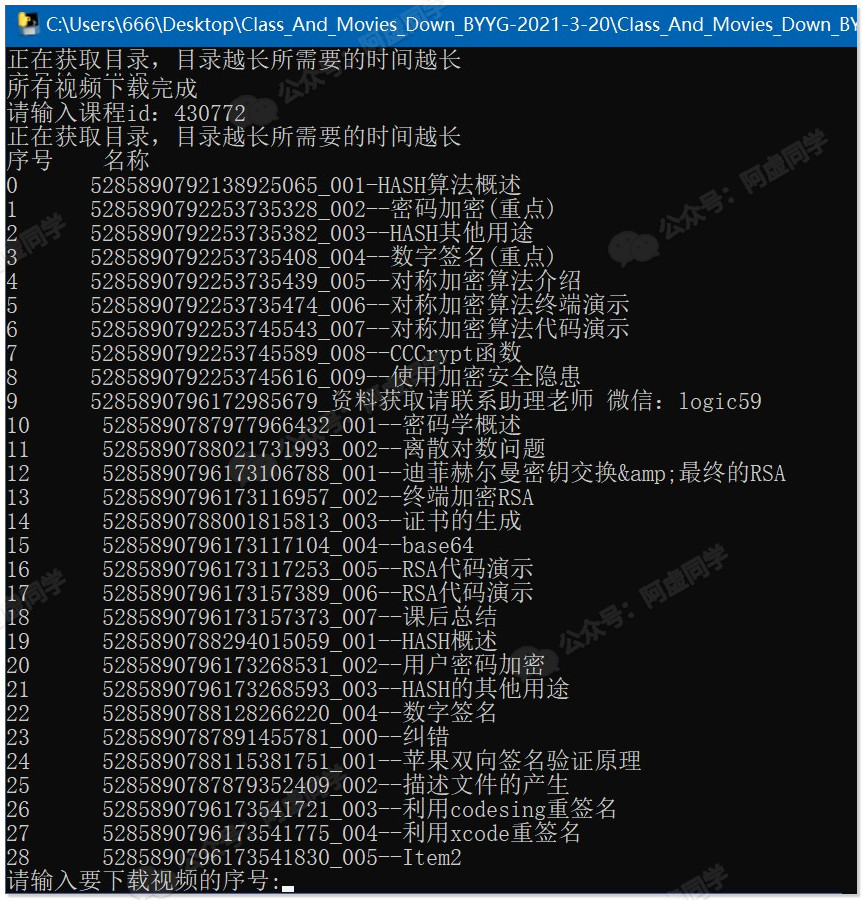 C:\Users\666\Desktop\Class_And_Movies_Down_BYYG-2021-3-20\Class_And_Movies_Down_BY
正在获取目录，目录越长所需要的时间越长
所有视频下载完成
请输入课程id：430772
正在获取目录，目录越长所需要的时间越长
序号 名称
0 5285890792138925065_001-HASH算法概述
1 5285890792253735328_002--密码加密(重点)
2 5285890792253735382_003--HASH其他用途
3 5285890792253735408_004--数字签名(重点)
4 5285890792253735439_005--对称加密算法介绍
5 5285890792253735474_006--对称加密算法终端演示
6 5285890792253745543_007--对称加密算法代码演示
7 5285890792253745589_008--CCCrypt函数
8 5285890792253745616_009--使用加密安全隐患
9 5285890796172985679_资料获取请联系助理老师 微信：logic59
10 5285890787977966432_001--密码学概述
11 5285890788021731993_002--离散对数问题
12 5285890796173106788_001--迪菲赫尔曼密钥交换&amp;最终的RSA
13 5285890796173116957_002--终端加密RSA
14 5285890788001815813_003--证书的生成
15 5285890796173117104_004--base64
16 5285890796173117253_005--RSA代码演示
17 5285890796173157389_006--RSA代码演示
18 5285890796173157373_007--课后总结
19 5285890788294015059_001--HASH概述
20 5285890796173268531_002--用户密码加密
21 5285890796173268593_003--HASH的其他用途
22 5285890788128266220_004--数字签名
23 5285890787891455781_000--纠错
24 5285890788115381751_001--苹果双向签名验证原理
25 5285890787879352409_002--描述文件的产生
26 5285890796173541721_003--利用codesing重签名
27 5285890796173541775_004--利用xcode重签名
28 5285890796173541830_005--Item2
请输入要下载视频的序号:
公众号：阿虚同学
公众号：阿虚同学
公众号：阿虚同学